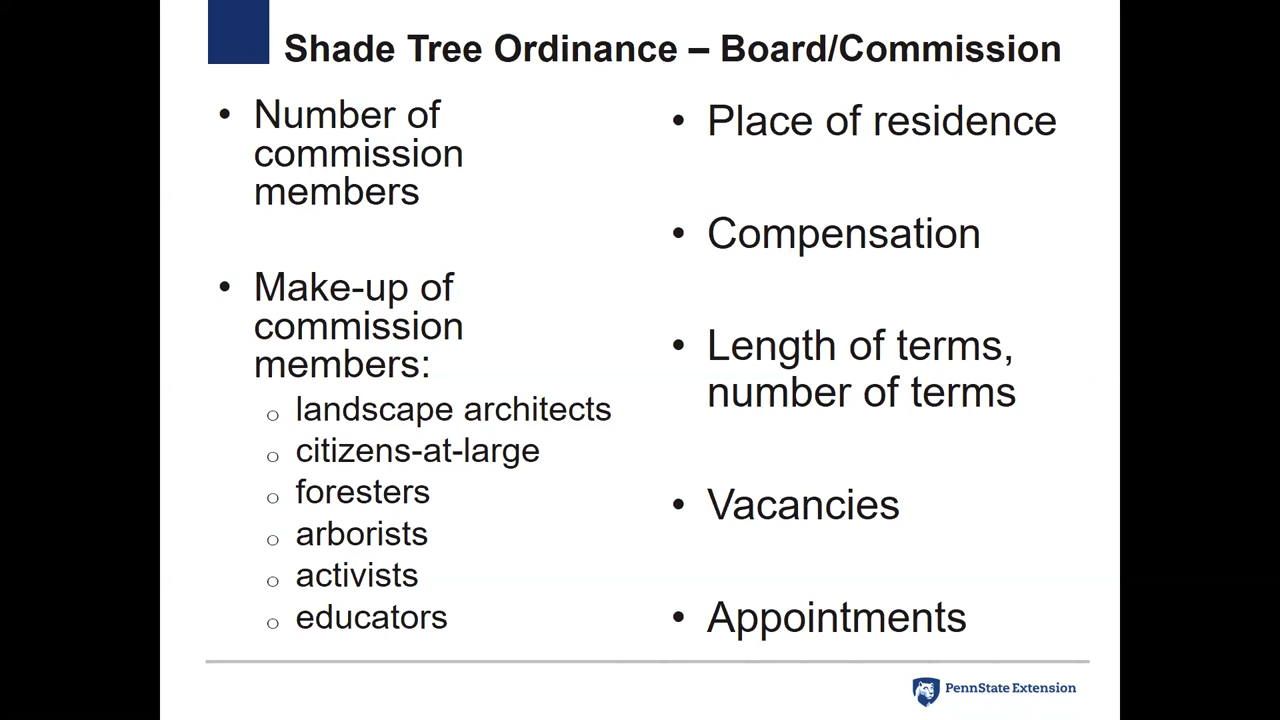 Shade Tree Ordinance – Board/Commission
• Number of
commission
members
• Make-up of
commission
members:
o landscape architects
o citizens-at-large
o foresters
o arborists
o activists
o educators
• Place of residence
• Compensation
• Length of terms,
number of terms
• Vacancies
• Appointments
PennState Extension